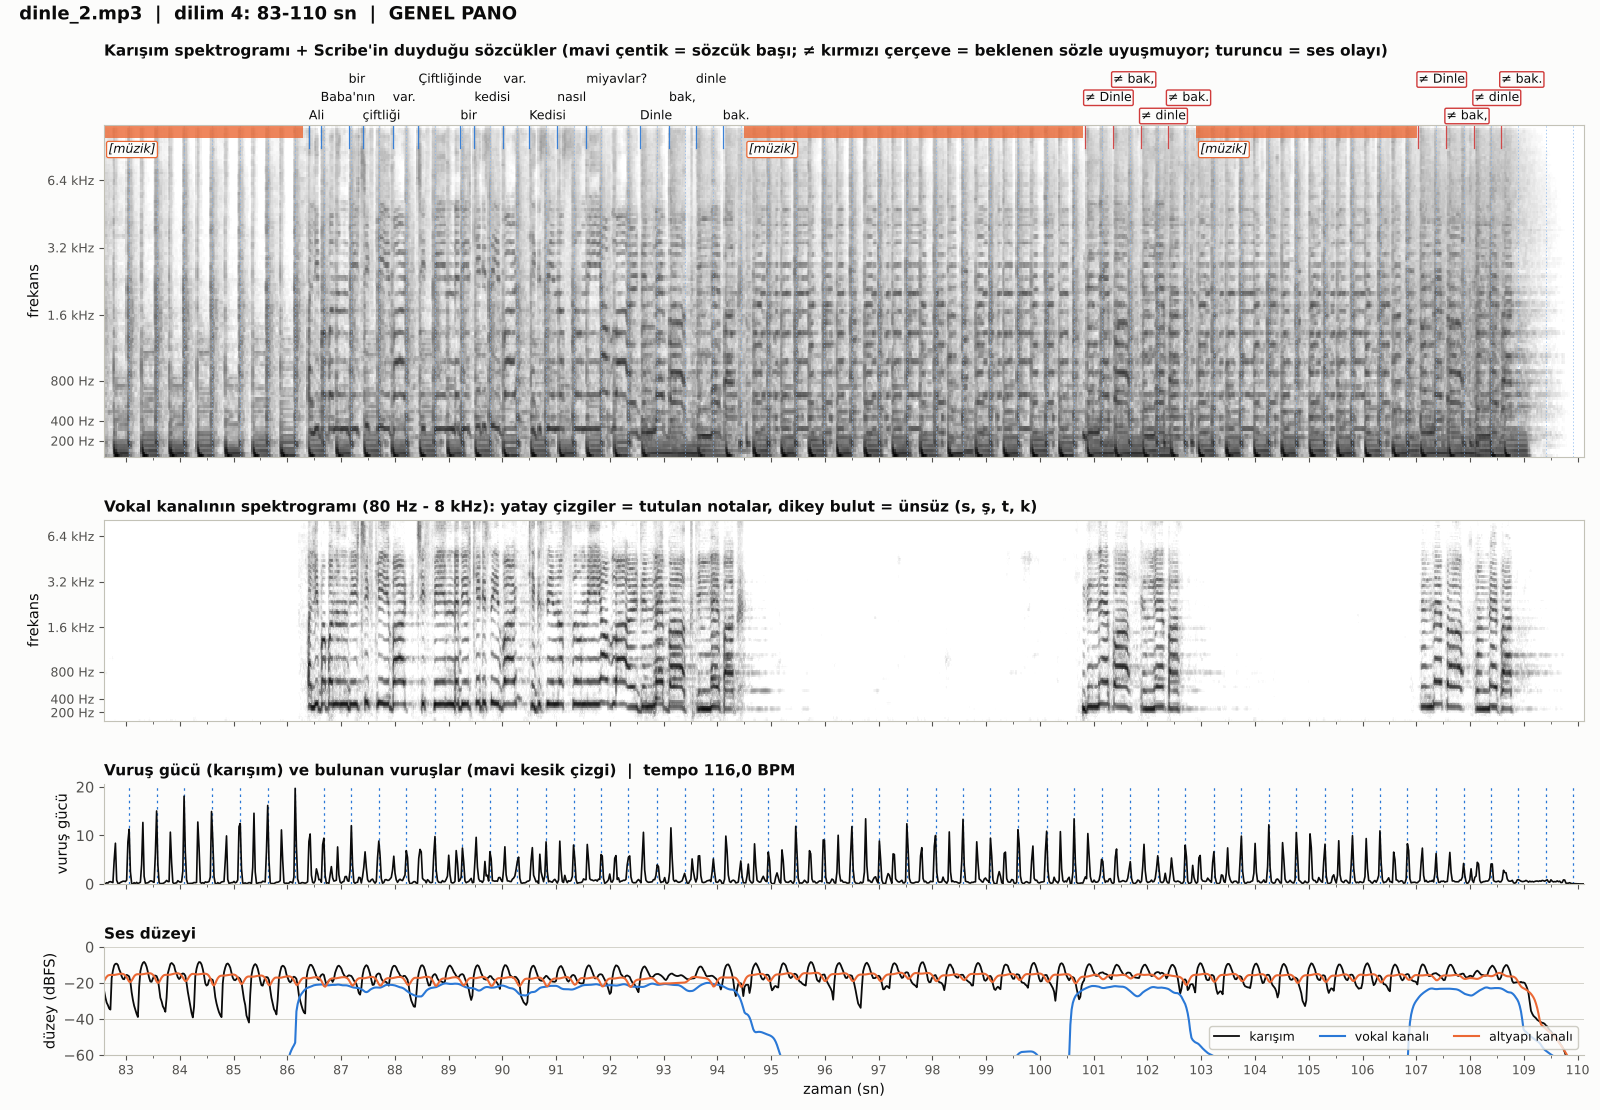 dinle_2.mp3 | dilim 4: 83-110 sn | GENEL PANO
Karışım spektrogramı + Scribe'in duyduğu sözcükler (mavi çentik = sözcük başı; ≠ kırmızı çerçeve = beklenen sözle uyuşmuyor; turuncu = ses olayı)
bir Çiftliğinde var. miyavlar? dinle ≠ bak, ≠ Dinle ≠ bak.
Baba'nın var. kedisi nasıl bak, ≠ Dinle ≠ bak. ≠ dinle
Ali çiftliği bir Kedisi Dinle bak. ≠ dinle ≠ bak,
[müzik] [müzik] [müzik]
frekans
6.4 kHz
3.2 kHz
1.6 kHz
800 Hz
400 Hz
200 Hz
Vokal kanalının spektrogramı (80 Hz - 8 kHz): yatay çizgiler = tutulan notalar, dikey bulut = ünsüz (s, ş, t, k)
frekans
6.4 kHz
3.2 kHz
1.6 kHz
800 Hz
400 Hz
200 Hz
Vuruş gücü (karışım) ve bulunan vuruşlar (mavi kesik çizgi) | tempo 116,0 BPM
vuruş gücü
20
10
0
Ses düzeyi
düzey (dBFS)
0
−20
−40
−60
karışım vokal kanalı altyapı kanalı
83 84 85 86 87 88 89 90 91 92 93 94 95 96 97 98 99 100 101 102 103 104 105 106 107 108 109 110
zaman (sn)